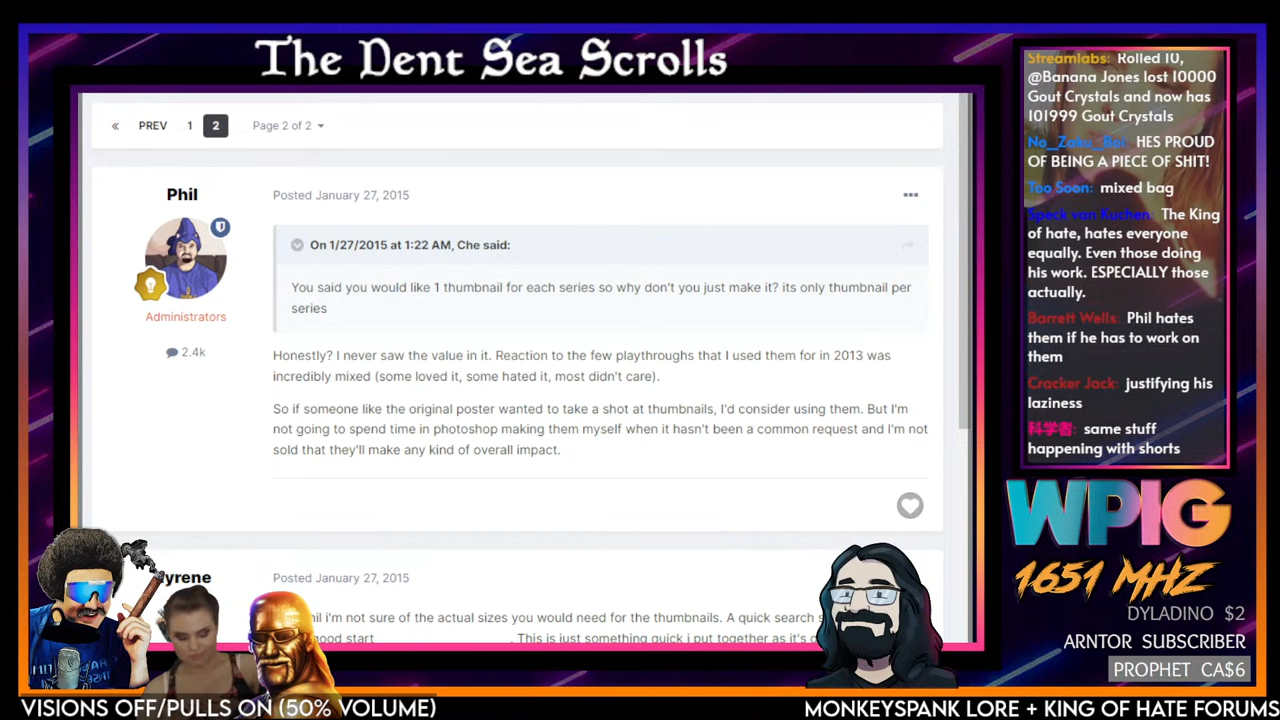 The Dent Sea Scrolls
« PREV 1 2 Page 2 of 2
Phil
Administrators
2.4k
Posted January 27, 2015
On 1/27/2015 at 1:22 AM, Che said:
You said you would like 1 thumbnail for each series so why don't you just make it? its only thumbnail per
series
Honestly? I never saw the value in it. Reaction to the few playthroughs that I used them for in 2013 was
incredibly mixed (some loved it, some hated it, most didn't care).
So if someone like the original poster wanted to take a shot at thumbnails, I'd consider using them. But I'm
not going to spend time in photoshop making them myself when it hasn't been a common request and I'm not
sold that they'll make any kind of overall impact.
yrene
Posted January 27, 2015
il i'm not sure of the actual sizes you would need for the thumbnails. A quick search
ood start . This is just something quick i put together as it's
Streamlabs: Rolled 10,
@Banana Jones lost 10000
Gout Crystals and now has
101999 Gout Crystals
HES PROUD
OF BEING A PIECE OF SHIT!
Too Soon: mixed bag
Speck van Kuchen: The King
of hate, hates everyone
equally. Even those doing
his work. ESPECIALLY those
actually.
Barrett Wells: Phil hates
them if he has to work on
them
Cracker Jack: justifying his
laziness
科学者: same stuff
happening with shorts
WPIG
1651 MHZ
DYLADINO $2
ARNTOR SUBSCRIBER
PROPHET CA$6
VISIONS OFF/PULLS ON (50% VOLUME)
MONKEYSPANK LORE + KING OF HATE FORUMS